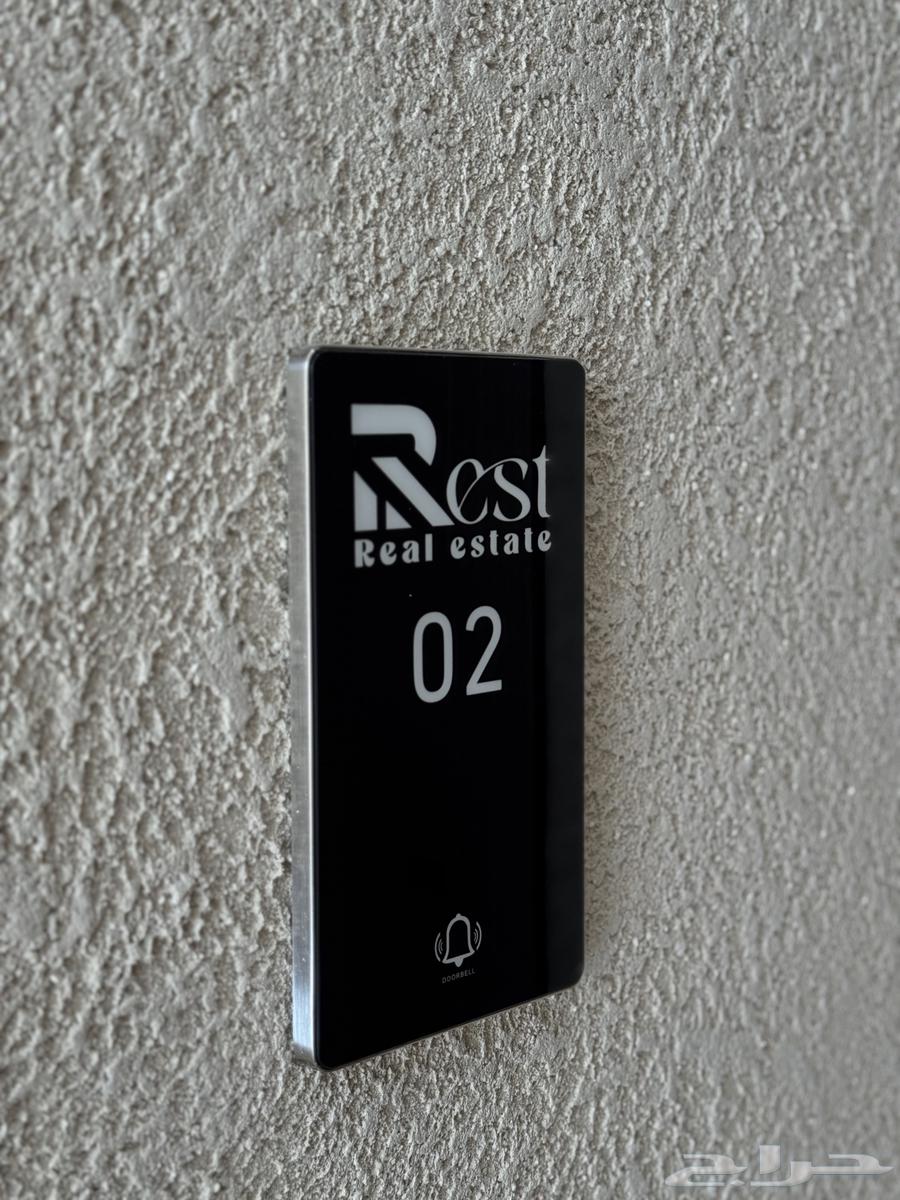 Rest
Real estate
02
DOORBELL
حراج